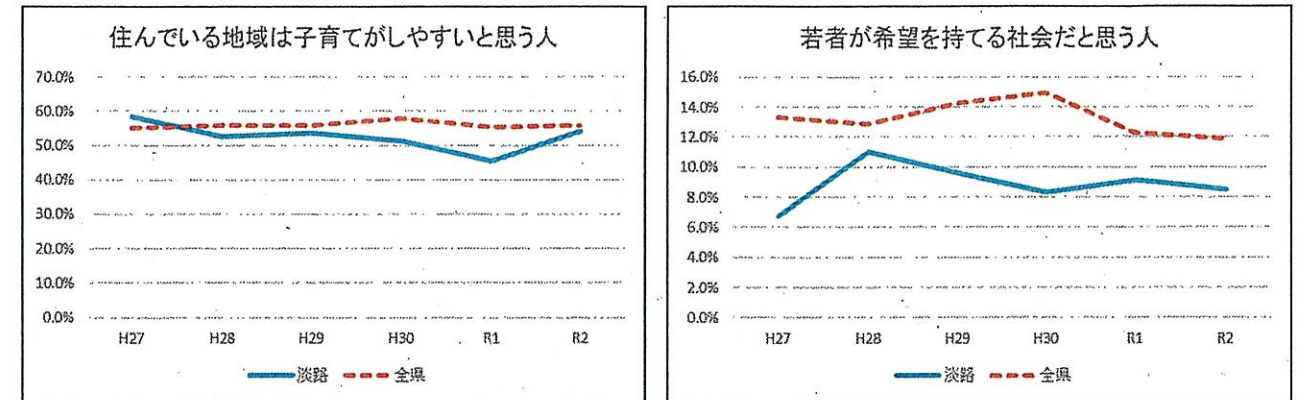 住んでいる地域は子育てがしやすいと思う人
70.0%
60.0%
50.0%
40.0%
30.0%
20.0%
10.0%
0.0%
H27 H28 H29 H30 R1 R2
淡路 全県
若者が希望を持てる社会だと思う人
16.0%
14.0%
12.0%
10.0%
8.0%
6.0%
4.0%
2.0%
0.0%
H27 H28 H29 H30 R1 R2
淡路 全県